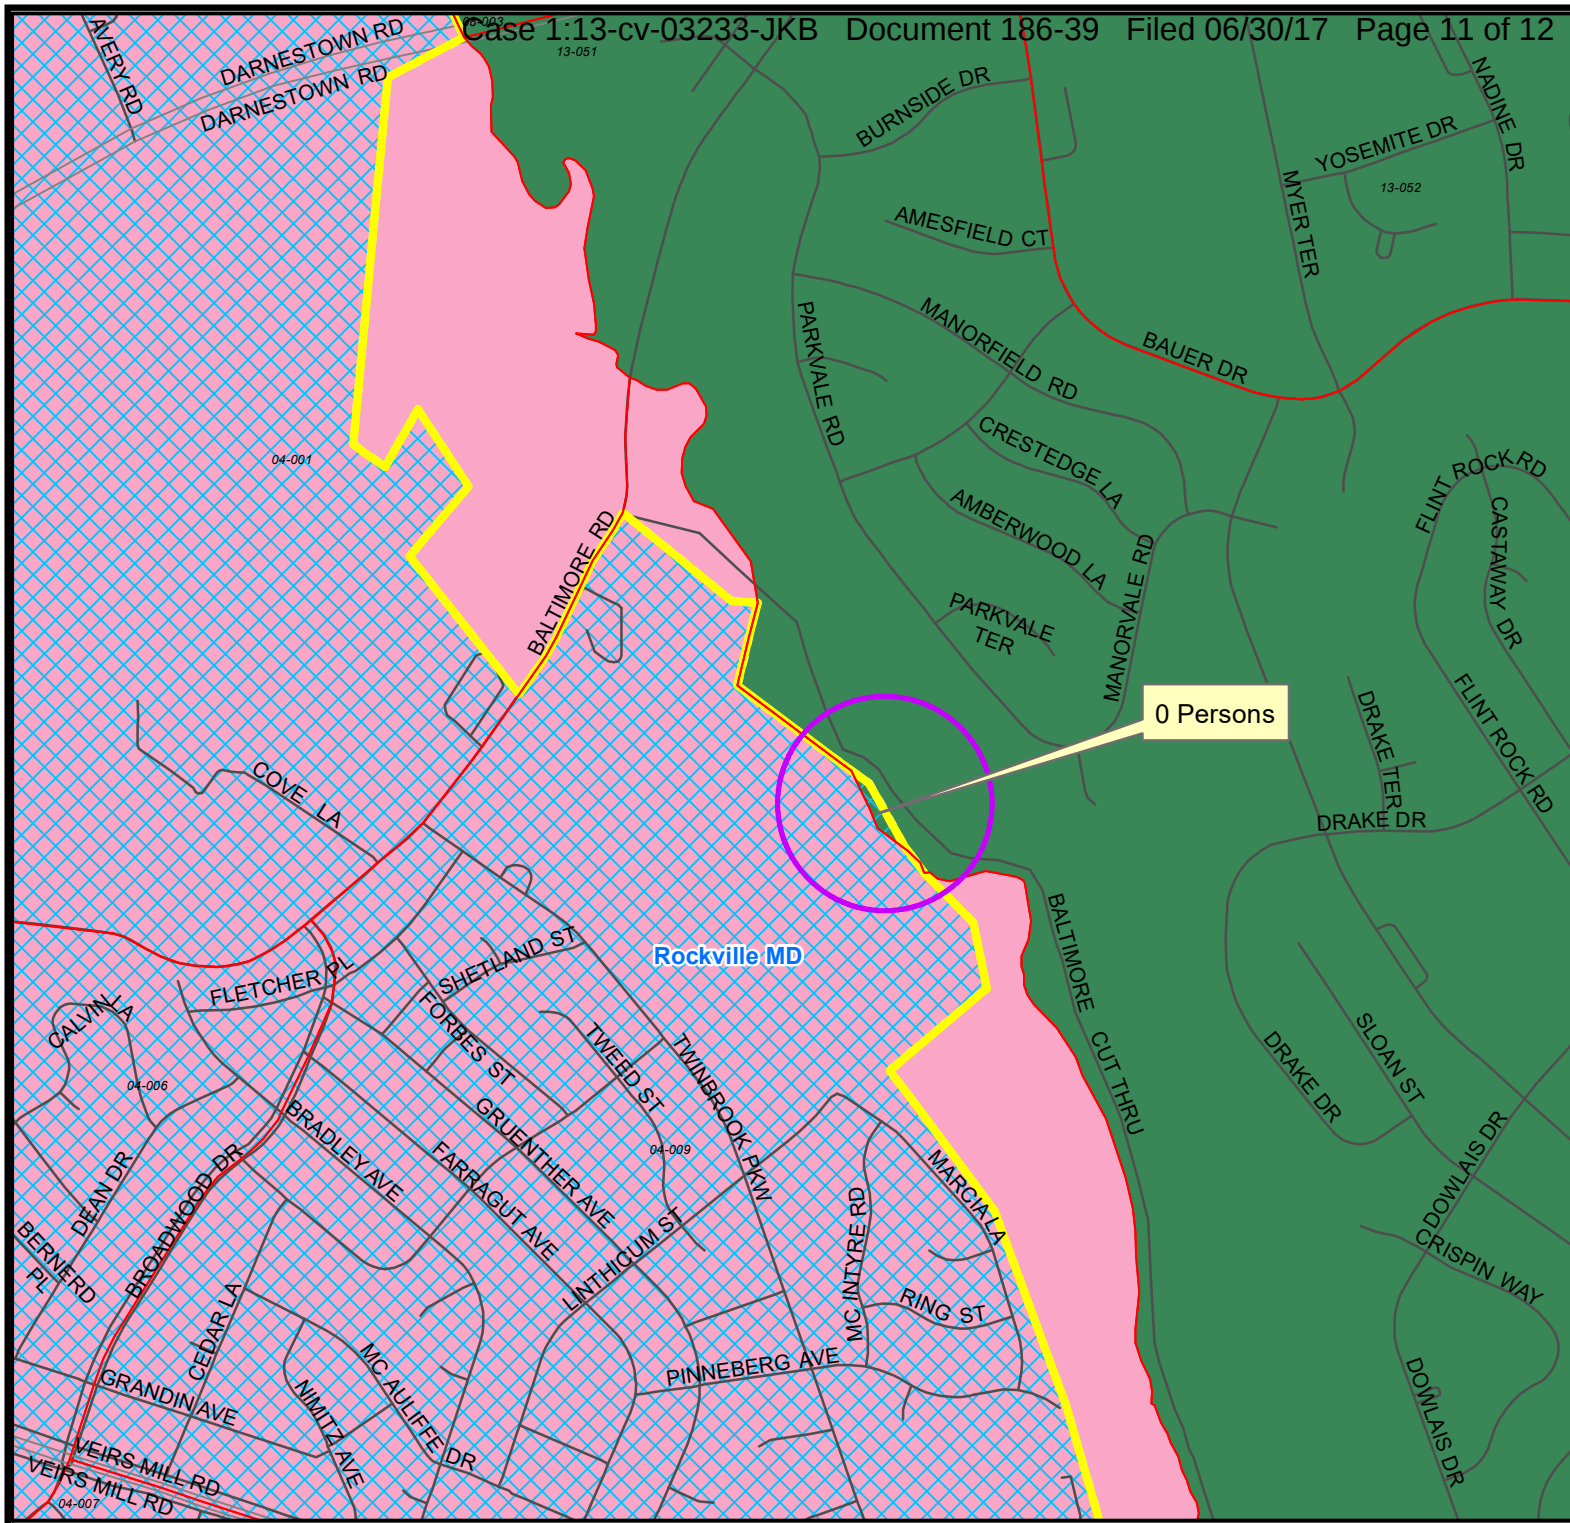 Case 1:13-cv-03233-JKB Document 186-39 Filed 06/30/17 Page 11 of 12
08-003
13-051
AVERY RD
DARNESTOWN RD
DARNESTOWN RD
BURNSIDE DR
NADINE DR
YOSEMITE DR
13-052
MYER TER
AMESFIELD CT
PARKVALE RD
MANORFIELD RD
BAUER DR
04-001
CRESTEDGE LA
FLINT ROCK RD
CASTAWAY DR
AMBERWOOD LA
BALTIMORE RD
MANORVALE RD
PARKVALE
TER
0 Persons
FLINT ROCK RD
DRAKE TER
DRAKE DR
COVE LA
BALTIMORE CUT THRU
Rockville MD
SHETLAND ST
FLETCHER PL
CALVIN LA
FORBES ST
TWEED ST
TWINBROOK PKW
SLOAN ST
DRAKE DR
04-006
BRADLEY AVE
GRUENTHER AVE
FARRAGUT AVE
04-009
MARCIA LA
DOWLAIS DR
DEAN DR
BROADWOOD DR
LINTHICUM ST
MC INTYRE RD
CRISPIN WAY
BERNERD
PL
CEDAR LA
RING ST
MC AULIFFE DR
PINNEBERG AVE
GRANDIN AVE
NIMITZ AVE
DOWLAIS DR
VEIRS MILL RD
VEIRS MILL RD
04-007